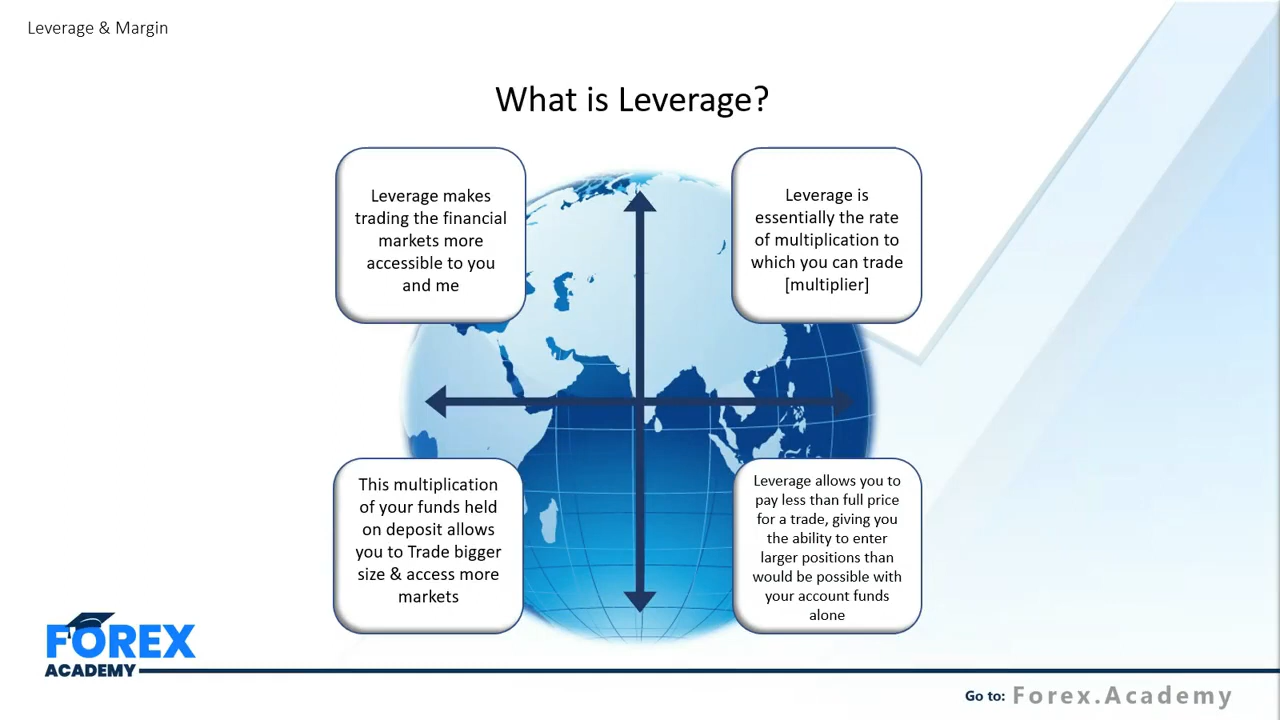 Leverage & Margin
What is Leverage?
Leverage makes
trading the financial
markets more
accessible to you
and me
Leverage is
essentially the rate
of multiplication to
which you can trade
[multiplier]
This multiplication
of your funds held
on deposit allows
you to Trade bigger
size & access more
markets
Leverage allows you to
pay less than full price
for a trade, giving you
the ability to enter
larger positions than
would be possible with
your account funds
alone
FOREX
ACADEMY
Go to: Forex.Academy